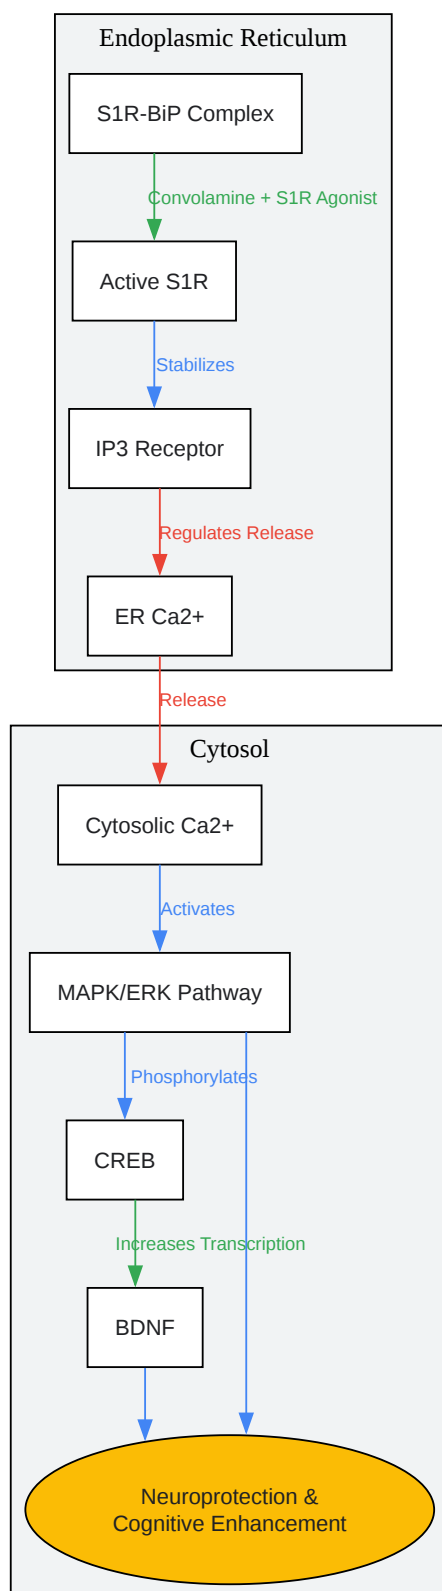 Endoplasmic Reticulum
S1R-BiP Complex
Convolamine + S1R Agonist
Active S1R
Stabilizes
IP3 Receptor
Regulates Release
ER Ca2+
Release
Cytosol
Cytosolic Ca2+
Activates
MAPK/ERK Pathway
Phosphorylates
CREB
Increases Transcription
BDNF
Neuroprotection &
Cognitive Enhancement